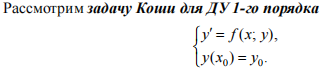 Рассмотрим задачу Коши для ДУ 1-го порядка
{ y′ = f(x; y),
y(x₀) = y₀.